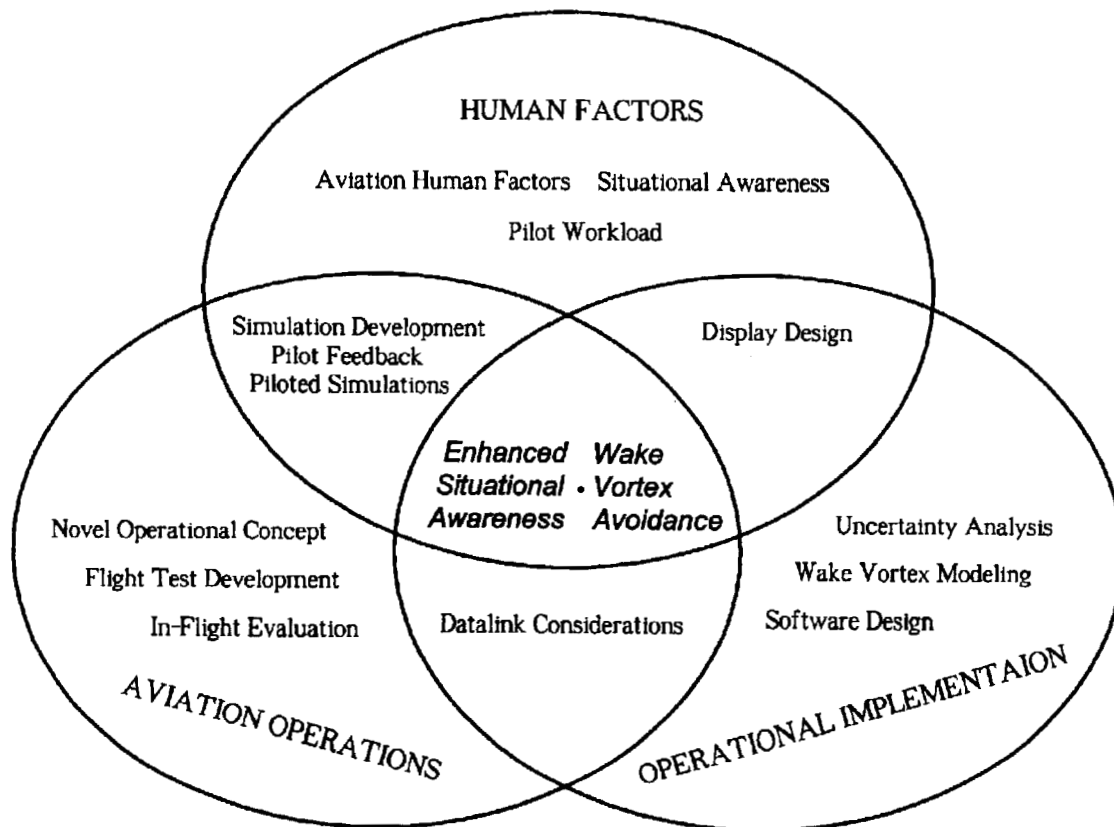 HUMAN FACTORS
Aviation Human Factors Situational Awareness
Pilot Workload
Simulation Development
Pilot Feedback
Piloted Simulations
Display Design
Enhanced Wake
Situational • Vortex
Awareness Avoidance
Novel Operational Concept
Flight Test Development
In-Flight Evaluation
Datalink Considerations
Uncertainty Analysis
Wake Vortex Modeling
Software Design
AVIATION OPERATIONS
OPERATIONAL IMPLEMENTAION